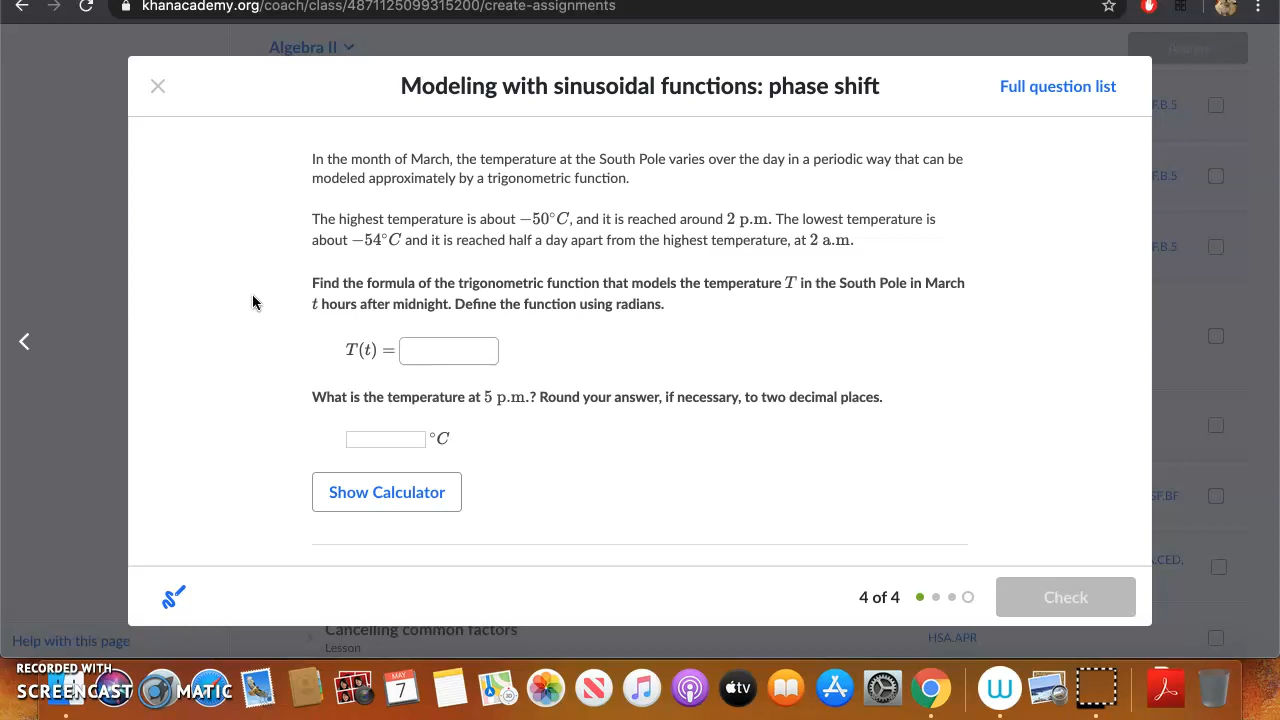 khanacademy.org/coach/class/4871125099315200/create-assignments
Algebra II
Modeling with sinusoidal functions: phase shift
Full question list
F.B.5
In the month of March, the temperature at the South Pole varies over the day in a periodic way that can be
modeled approximately by a trigonometric function.
F.B.5
The highest temperature is about −50°C, and it is reached around 2 p.m. The lowest temperature is
about −54°C and it is reached half a day apart from the highest temperature, at 2 a.m.
F.B.5
Find the formula of the trigonometric function that models the temperature T in the South Pole in March
t hours after midnight. Define the function using radians.
T(t) =
What is the temperature at 5 p.m.? Round your answer, if necessary, to two decimal places.
°C
Show Calculator
SF.BF
.CED,
4 of 4
Check
Cancelling common factors
Lesson
HSA.APR
Help with this page
RECORDED WITH
SCREENCAST MATIC
MAY
7
tv